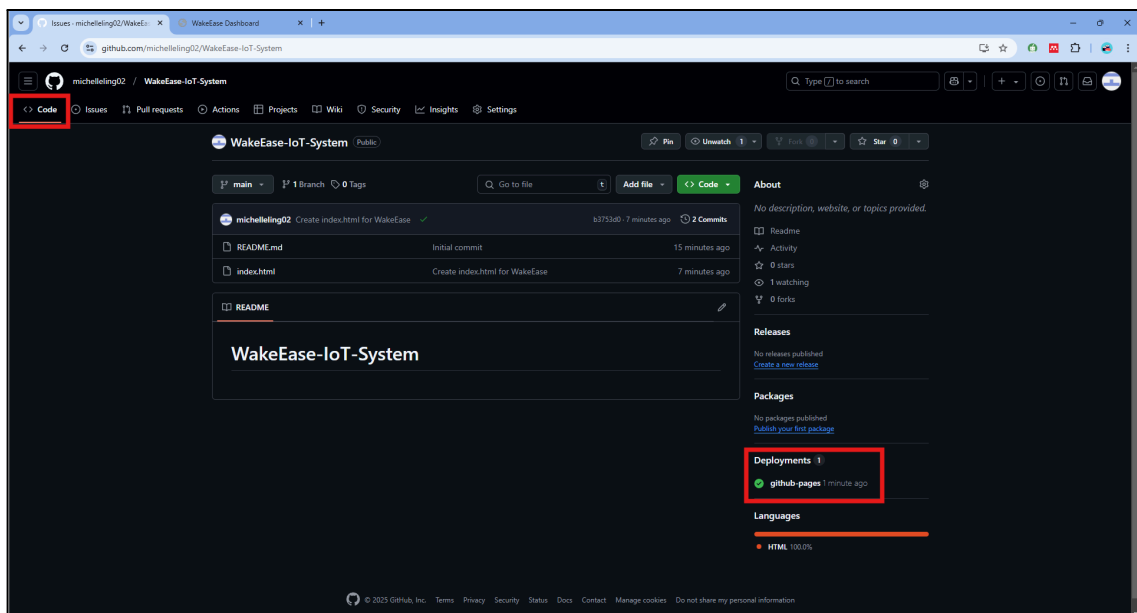 Issues · michelleling02/WakeEa
WakeEase Dashboard
github.com/michelleling02/WakeEase-IoT-System
michelleling02 / WakeEase-IoT-System
Type / to search
Code Issues Pull requests Actions Projects Wiki Security Insights Settings
WakeEase-IoT-System Public
Pin Unwatch 1 Fork 0 Star 0
main 1 Branch 0 Tags Go to file t Add file Code
michelleling02 Create index.html for WakeEase b3753d0 · 7 minutes ago 2 Commits
README.md Initial commit 15 minutes ago
index.html Create index.html for WakeEase 7 minutes ago
README
WakeEase-IoT-System
About
No description, website, or topics provided.
Readme
Activity
0 stars
1 watching
0 forks
Releases
No releases published
Create a new release
Packages
No packages published
Publish your first package
Deployments 1
github-pages 1 minute ago
Languages
HTML 100.0%
© 2025 GitHub, Inc. Terms Privacy Security Status Docs Contact Manage cookies Do not share my personal information